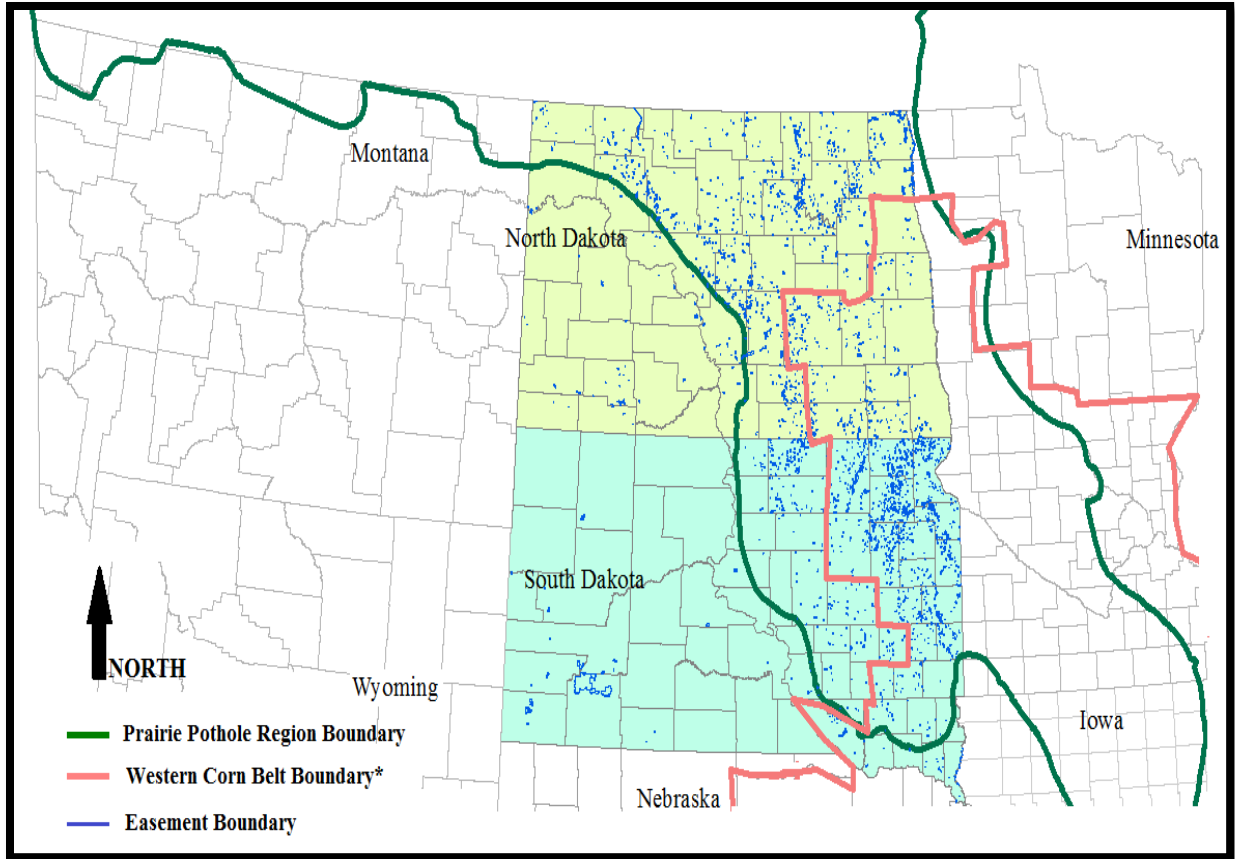 Montana
North Dakota
Minnesota
South Dakota
NORTH
Wyoming
Iowa
Nebraska
Prairie Pothole Region Boundary
Western Corn Belt Boundary*
Easement Boundary